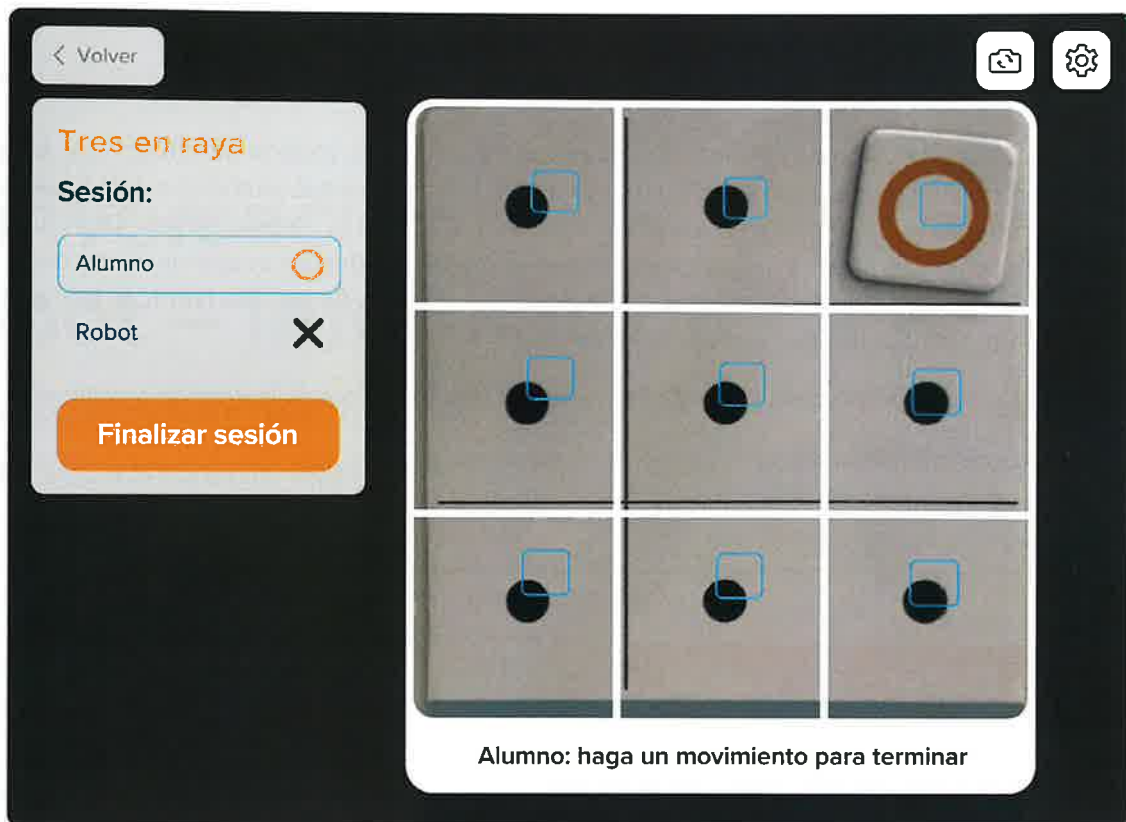 Volver
Tres en raya
Sesión:
Alumno
Robot
Finalizar sesión
Alumno: haga un movimiento para terminar